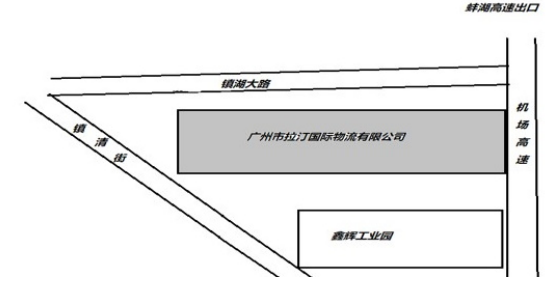 蚌湖高速出口
镇湖大路
机场高速
广州市拉汀国际物流有限公司
镇清街
鑫辉工业园